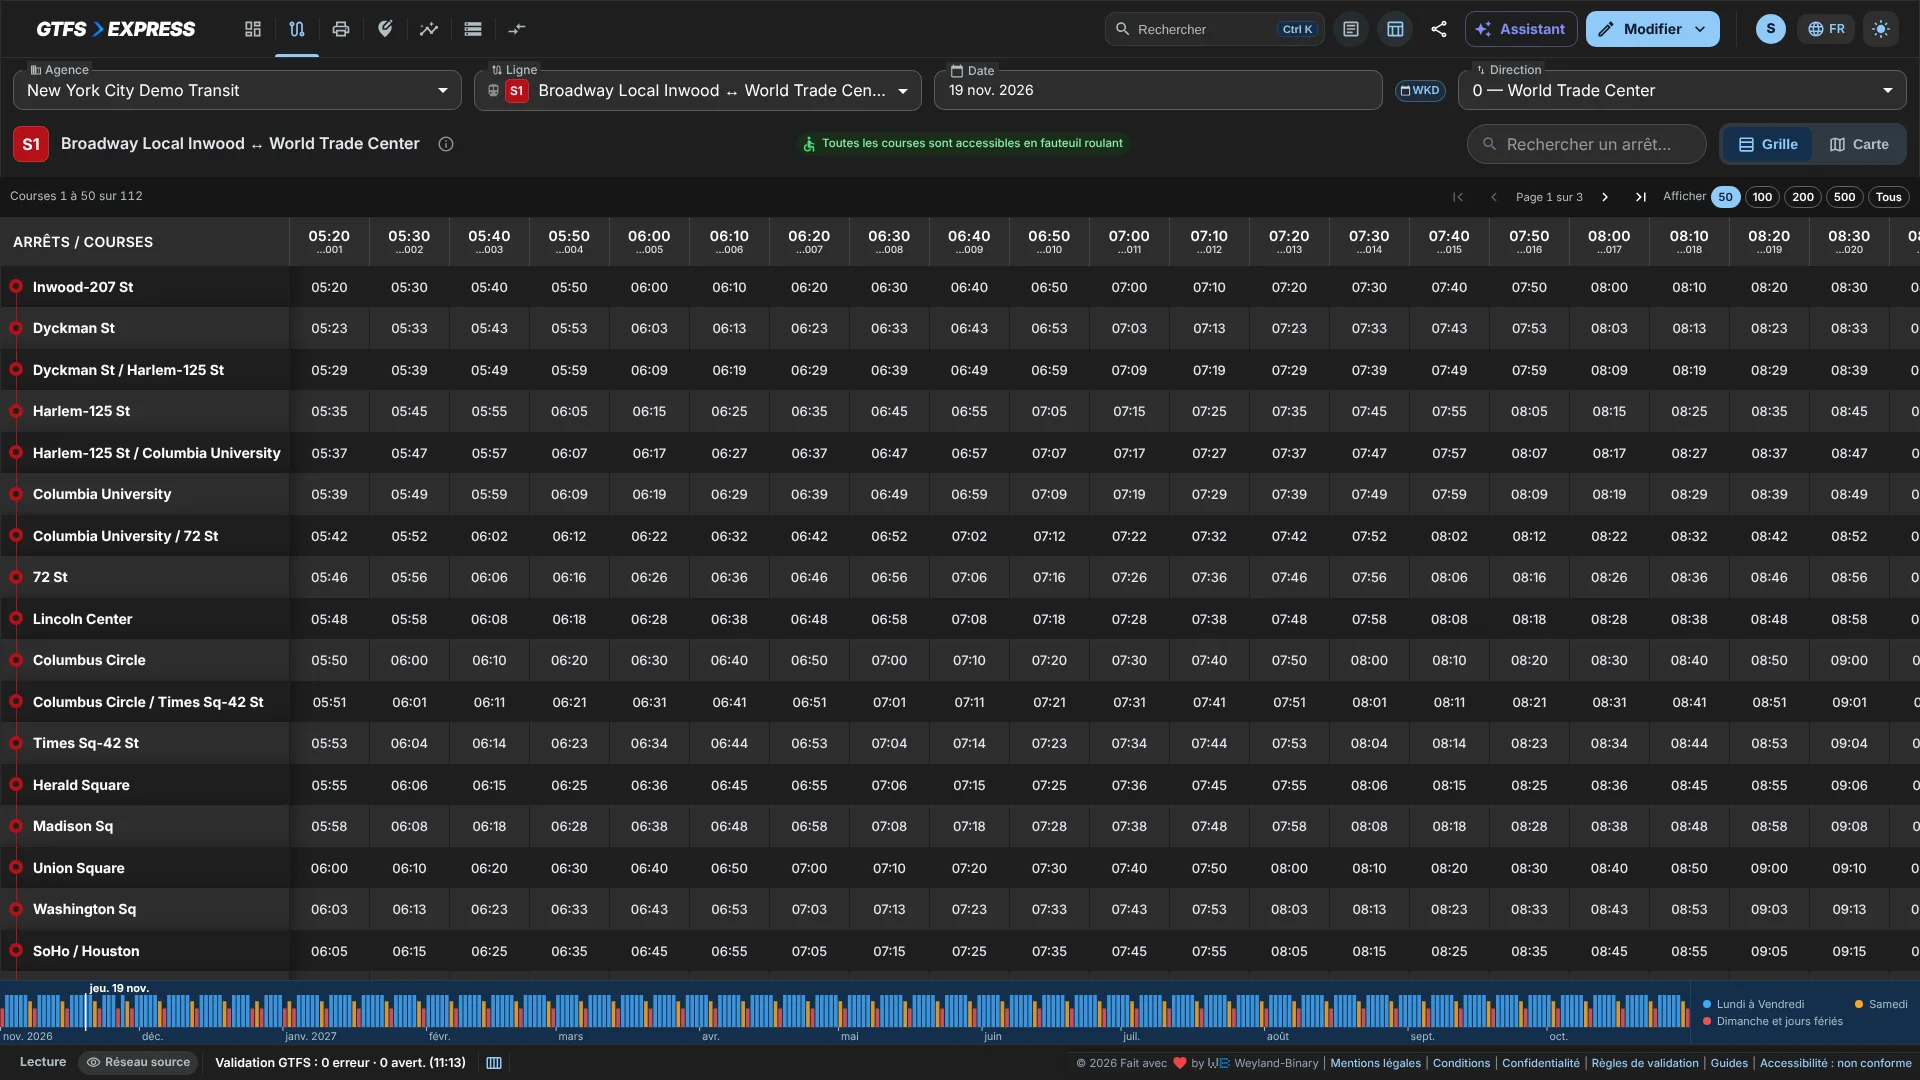 GTFS EXPRESS
Rechercher Ctrl K
Assistant
Modifier
S
FR
Agence
New York City Demo Transit
Ligne
S1 Broadway Local Inwood ↔ World Trade Cen...
Date
19 nov. 2026
WKD
Direction
0 — World Trade Center
S1 Broadway Local Inwood ↔ World Trade Center
Toutes les courses sont accessibles en fauteuil roulant
Rechercher un arrêt...
Grille Carte
Courses 1 à 50 sur 112
Page 1 sur 3
Afficher 50 100 200 500 Tous
ARRÊTS / COURSES 05:20 05:30 05:40 05:50 06:00 06:10 06:20 06:30 06:40 06:50 07:00 07:10 07:20 07:30 07:40 07:50 08:00 08:10 08:20 08:30
...001 ...002 ...003 ...004 ...005 ...006 ...007 ...008 ...009 ...010 ...011 ...012 ...013 ...014 ...015 ...016 ...017 ...018 ...019 ...020
Inwood-207 St 05:20 05:30 05:40 05:50 06:00 06:10 06:20 06:30 06:40 06:50 07:00 07:10 07:20 07:30 07:40 07:50 08:00 08:10 08:20 08:30
Dyckman St 05:23 05:33 05:43 05:53 06:03 06:13 06:23 06:33 06:43 06:53 07:03 07:13 07:23 07:33 07:43 07:53 08:03 08:13 08:23 08:33
Dyckman St / Harlem-125 St 05:29 05:39 05:49 05:59 06:09 06:19 06:29 06:39 06:49 06:59 07:09 07:19 07:29 07:39 07:49 07:59 08:09 08:19 08:29 08:39
Harlem-125 St 05:35 05:45 05:55 06:05 06:15 06:25 06:35 06:45 06:55 07:05 07:15 07:25 07:35 07:45 07:55 08:05 08:15 08:25 08:35 08:45
Harlem-125 St / Columbia University 05:37 05:47 05:57 06:07 06:17 06:27 06:37 06:47 06:57 07:07 07:17 07:27 07:37 07:47 07:57 08:07 08:17 08:27 08:37 08:47
Columbia University 05:39 05:49 05:59 06:09 06:19 06:29 06:39 06:49 06:59 07:09 07:19 07:29 07:39 07:49 07:59 08:09 08:19 08:29 08:39 08:49
Columbia University / 72 St 05:42 05:52 06:02 06:12 06:22 06:32 06:42 06:52 07:02 07:12 07:22 07:32 07:42 07:52 08:02 08:12 08:22 08:32 08:42 08:52
72 St 05:46 05:56 06:06 06:16 06:26 06:36 06:46 06:56 07:06 07:16 07:26 07:36 07:46 07:56 08:06 08:16 08:26 08:36 08:46 08:56
Lincoln Center 05:48 05:58 06:08 06:18 06:28 06:38 06:48 06:58 07:08 07:18 07:28 07:38 07:48 07:58 08:08 08:18 08:28 08:38 08:48 08:58
Columbus Circle 05:50 06:00 06:10 06:20 06:30 06:40 06:50 07:00 07:10 07:20 07:30 07:40 07:50 08:00 08:10 08:20 08:30 08:40 08:50 09:00
Columbus Circle / Times Sq-42 St 05:51 06:01 06:11 06:21 06:31 06:41 06:51 07:01 07:11 07:21 07:31 07:41 07:51 08:01 08:11 08:21 08:31 08:41 08:51 09:01
Times Sq-42 St 05:53 06:04 06:14 06:23 06:34 06:44 06:53 07:04 07:14 07:23 07:34 07:44 07:53 08:04 08:14 08:23 08:34 08:44 08:53 09:04
Herald Square 05:55 06:06 06:15 06:25 06:36 06:45 06:55 07:06 07:15 07:25 07:36 07:45 07:55 08:06 08:15 08:25 08:36 08:45 08:55 09:06
Madison Sq 05:58 06:08 06:18 06:28 06:38 06:48 06:58 07:08 07:18 07:28 07:38 07:48 07:58 08:08 08:18 08:28 08:38 08:48 08:58 09:08
Union Square 06:00 06:10 06:20 06:30 06:40 06:50 07:00 07:10 07:20 07:30 07:40 07:50 08:00 08:10 08:20 08:30 08:40 08:50 09:00 09:10
Washington Sq 06:03 06:13 06:23 06:33 06:43 06:53 07:03 07:13 07:23 07:33 07:43 07:53 08:03 08:13 08:23 08:33 08:43 08:53 09:03 09:13
SoHo / Houston 06:05 06:15 06:25 06:35 06:45 06:55 07:05 07:15 07:25 07:35 07:45 07:55 08:05 08:15 08:25 08:35 08:45 08:55 09:05 09:15
jeu. 19 nov.
nov. 2026 déc. janv. 2027 févr. mars avr. mai juin juil. août sept. oct.
Lundi à Vendredi Samedi
Dimanche et jours fériés
Lecture Réseau source Validation GTFS : 0 erreur · 0 avert. (11:13)
© 2026 Fait avec by Weyland-Binary | Mentions légales | Conditions | Confidentialité | Règles de validation | Guides | Accessibilité : non conforme